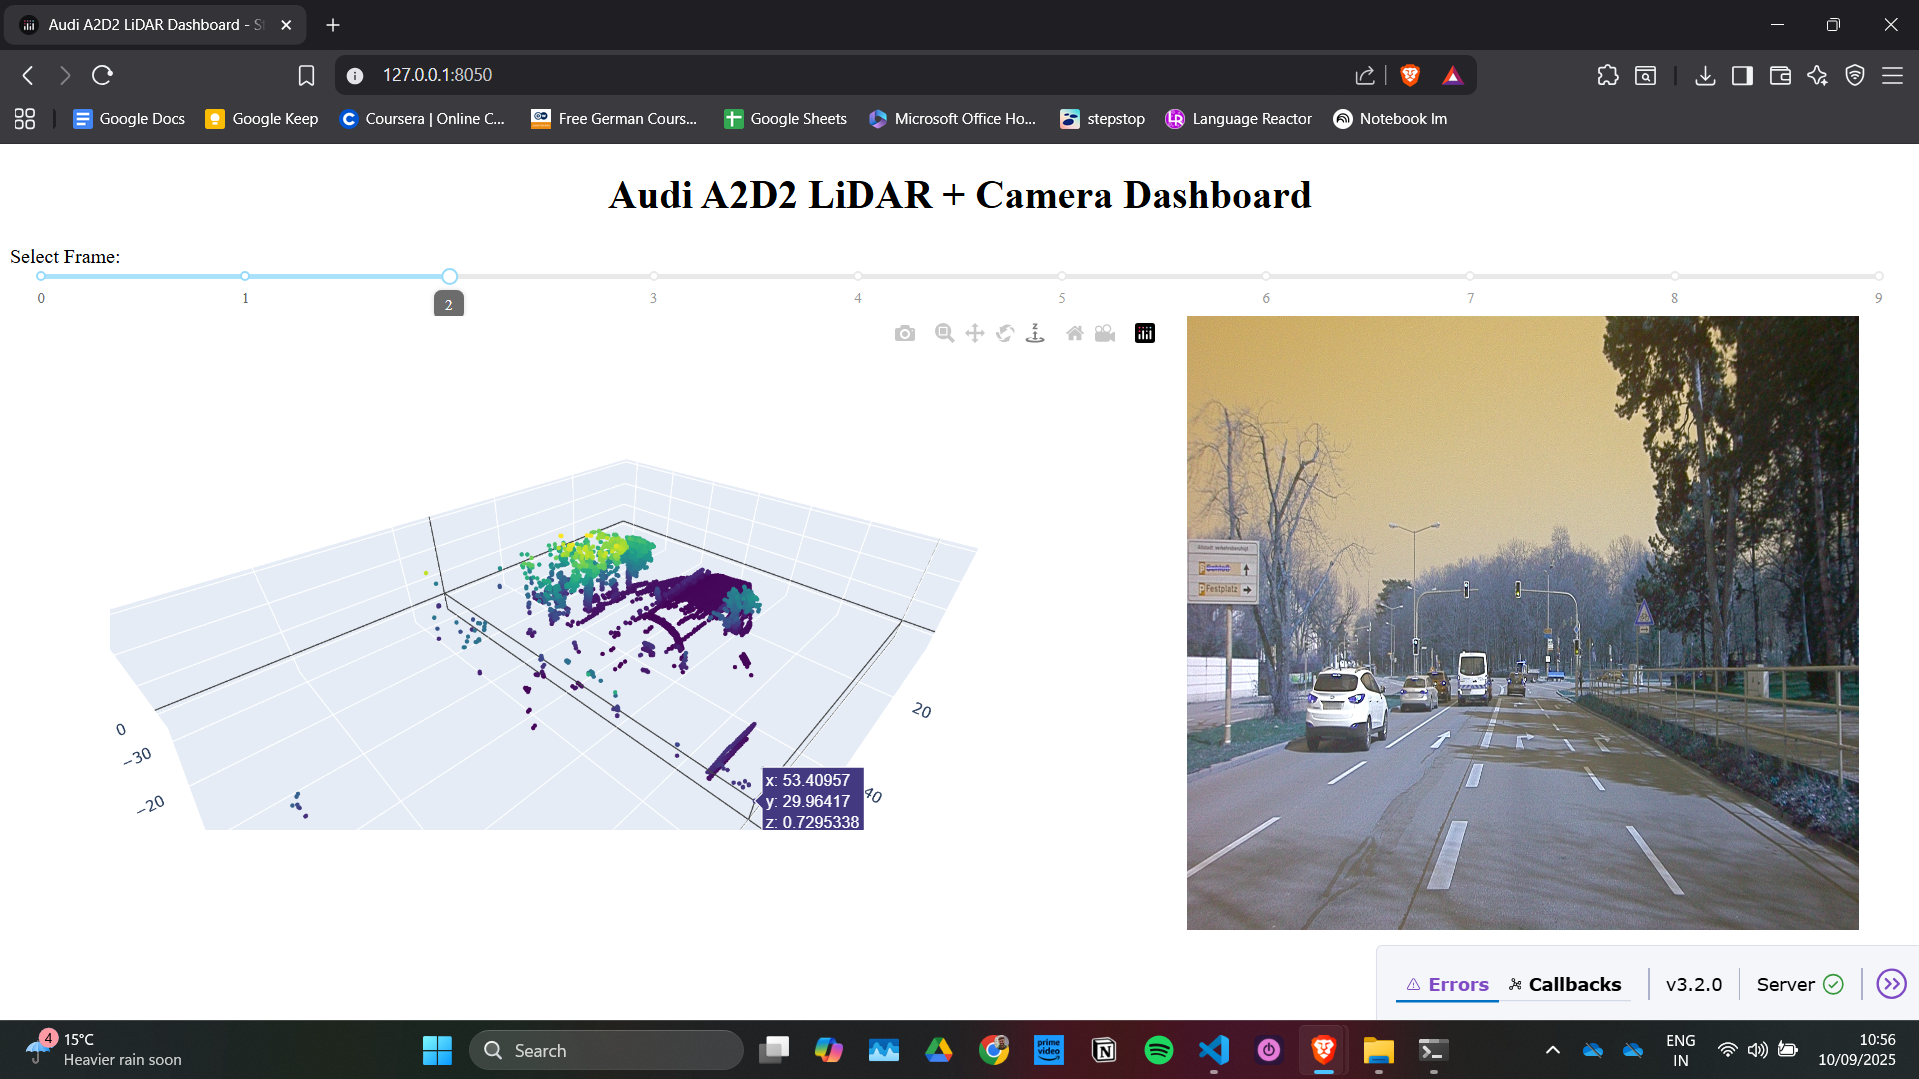 Audi A2D2 LiDAR Dashboard - St
127.0.0.1:8050
Google Docs
Google Keep
Coursera | Online C...
Free German Cours...
Google Sheets
Microsoft Office Ho...
stepstop
Language Reactor
Notebook lm
Audi A2D2 LiDAR + Camera Dashboard
Select Frame:
0 1 2 3 4 5 6 7 8 9
2
z
0
−30
−20
20
40
x: 53.40957
y: 29.96417
z: 0.7295338
P Festplatz
Errors
Callbacks
v3.2.0
Server
4
15°C
Heavier rain soon
Search
prime
video
ENG
IN
10:56
10/09/2025